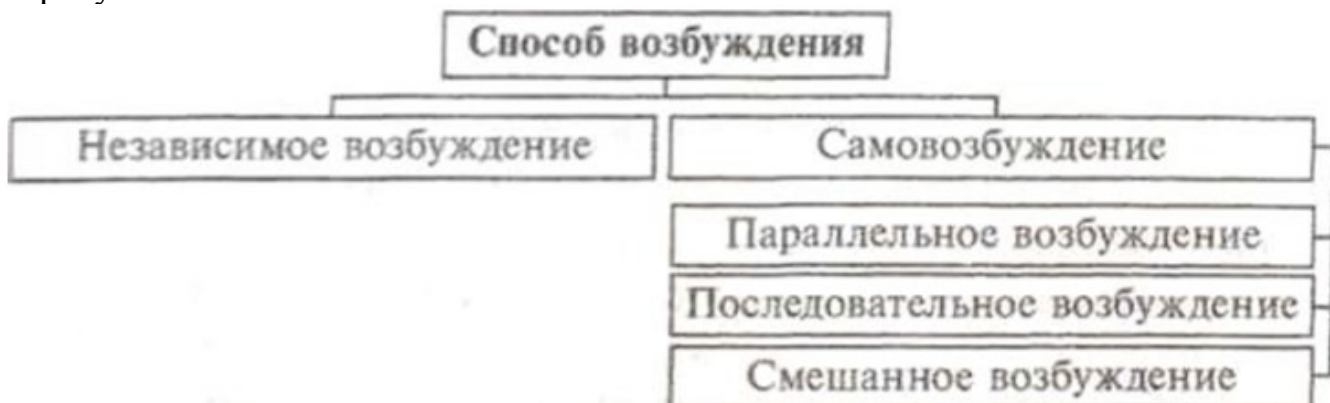 Способ возбуждения
Независимое возбуждение
Самовозбуждение
Параллельное возбуждение
Последовательное возбуждение
Смешанное возбуждение